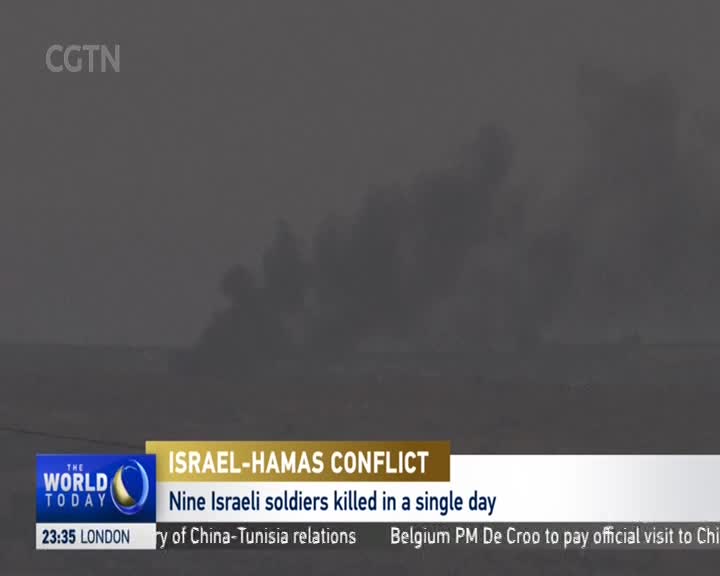 CGTN
ISRAEL-HAMAS CONFLICT
THE
WORLD
TODAY
Nine Israeli soldiers killed in a single day
23:35 LONDON
ry of China-Tunisia relations Belgium PM De Croo to pay official visit to Chi